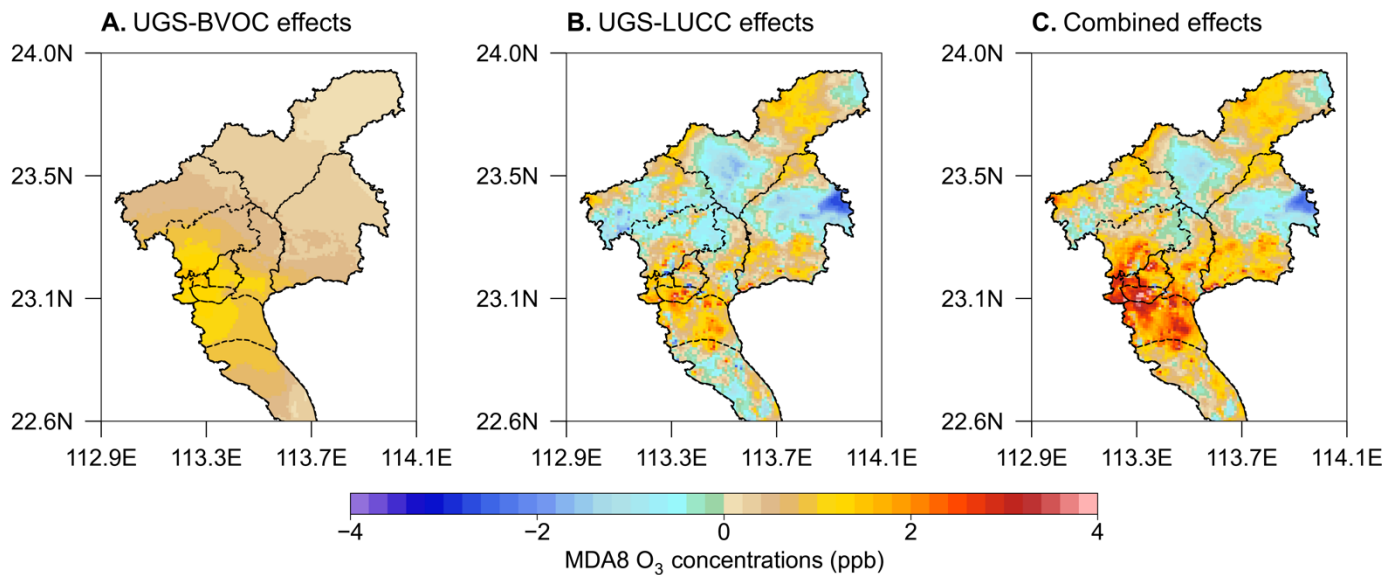 A. UGS-BVOC effects
B. UGS-LUCC effects
C. Combined effects
24.0N
23.5N
23.1N
22.6N
112.9E 113.3E 113.7E 114.1E
24.0N
23.5N
23.1N
22.6N
112.9E 113.3E 113.7E 114.1E
24.0N
23.5N
23.1N
22.6N
112.9E 113.3E 113.7E 114.1E
−4 −2 0 2 4
MDA8 O₃ concentrations (ppb)